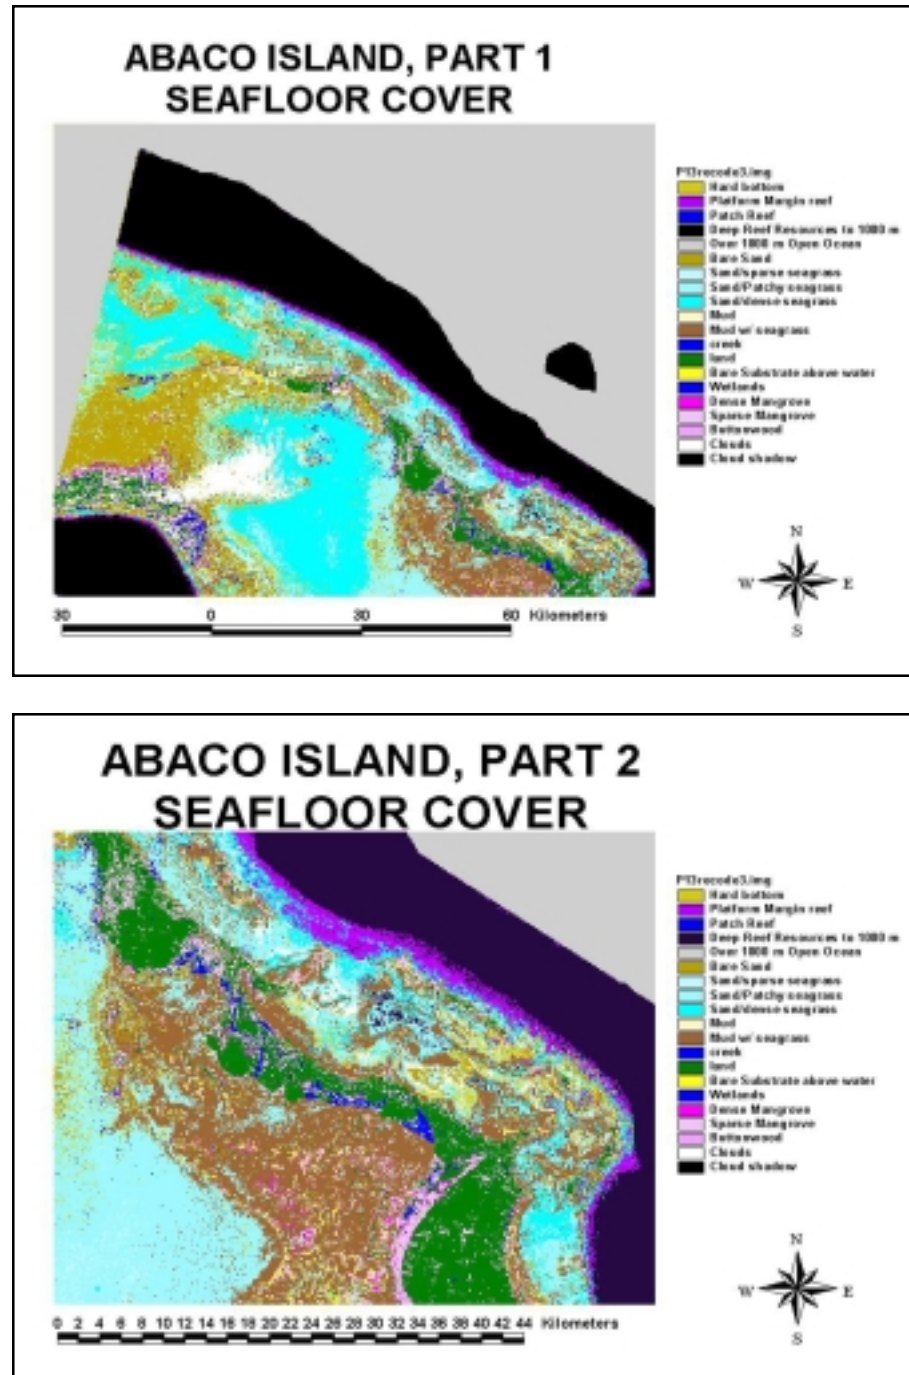 ABACO ISLAND, PART 1
SEAFLOOR COVER
Hard bottom
Platform Margin reef
Patch Reef
Deep Reef Resources to 1000 m
Over 1000 m Open Ocean
Bare Sand
Sand/sparse seagrass
Sand/Patchy seagrass
Sand/dense seagrass
Mud
Mud w/ seagrass
creek
land
Bare Substrate above water
Wetlands
Dense Mangrove
Sparse Mangrove
Buttonwood
Clouds
Cloud shadow
N
W E
S
30 0 30 60 Kilometers
ABACO ISLAND, PART 2
SEAFLOOR COVER
Hard bottom
Platform Margin reef
Patch Reef
Deep Reef Resources to 1000 m
Over 1000 m Open Ocean
Bare Sand
Sand/sparse seagrass
Sand/Patchy seagrass
Sand/dense seagrass
Mud
Mud w/ seagrass
creek
land
Bare Substrate above water
Wetlands
Dense Mangrove
Sparse Mangrove
Buttonwood
Clouds
Cloud shadow
N
W E
S
0 2 4 6 8 10 12 14 16 18 20 22 24 26 28 30 32 34 36 38 40 42 44 Kilometers